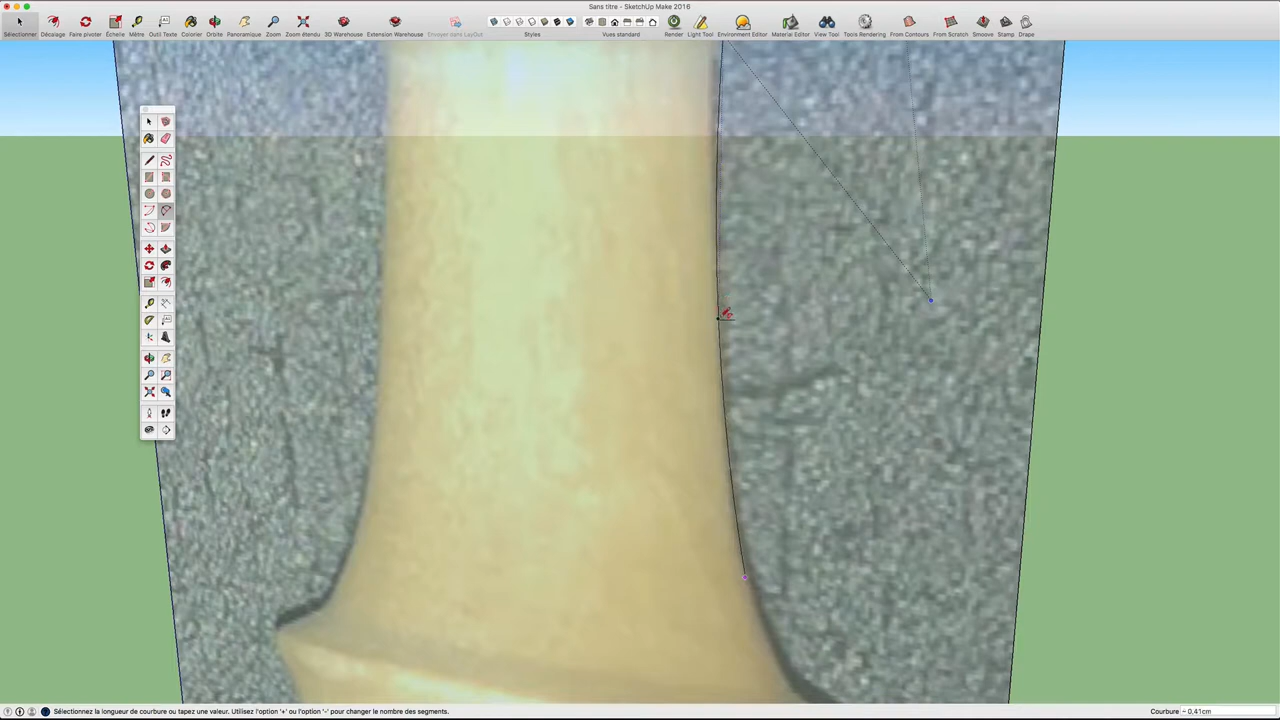 Sans titre - SketchUp Make 2016
Sélectionner Décalage Faire pivoter Échelle Mètre Outil Texte Colorier Orbite Panoramique Zoom Zoom étendu 3D Warehouse Extension Warehouse Envoyer dans LayOut Styles Vues standard Render Light Tool Environment Editor Material Editor View Tool Tools Rendering From Contours From Scratch Smoove Stamp Drape
Sélectionnez la longueur de courbure ou tapez une valeur. Utilisez l'option '+' ou l'option '-' pour changer le nombre des segments. Courbure ~ 0,41cm